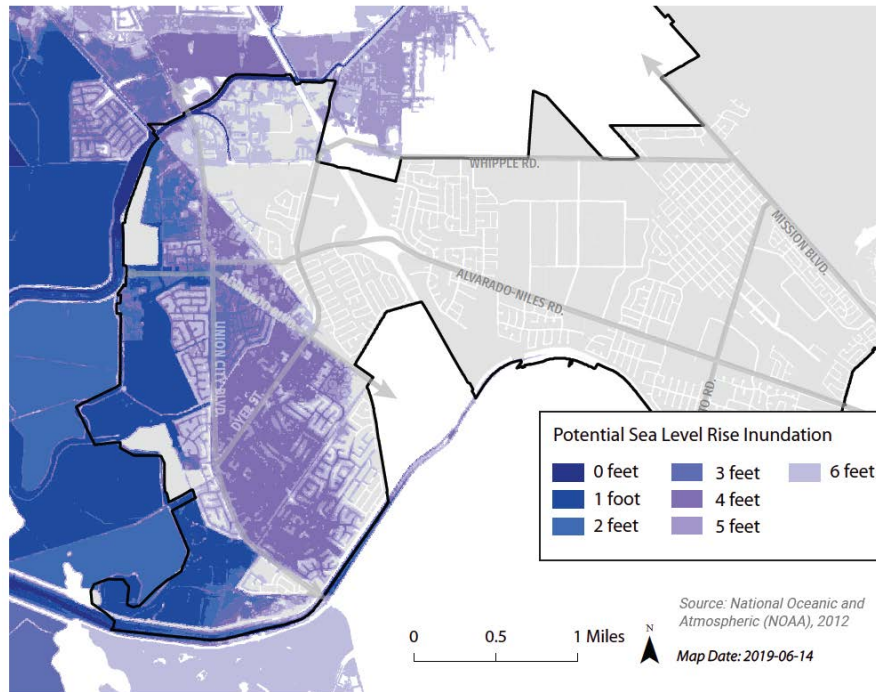 WHIPPLE RD.
MISSION BLVD.
ALVARADO-NILES RD.
UNION CITY BLVD.
DYER ST.
TO RD.
Potential Sea Level Rise Inundation
0 feet
3 feet
6 feet
1 foot
4 feet
2 feet
5 feet
Source: National Oceanic and
Atmospheric (NOAA), 2012
N
0 0.5 1 Miles
Map Date: 2019-06-14